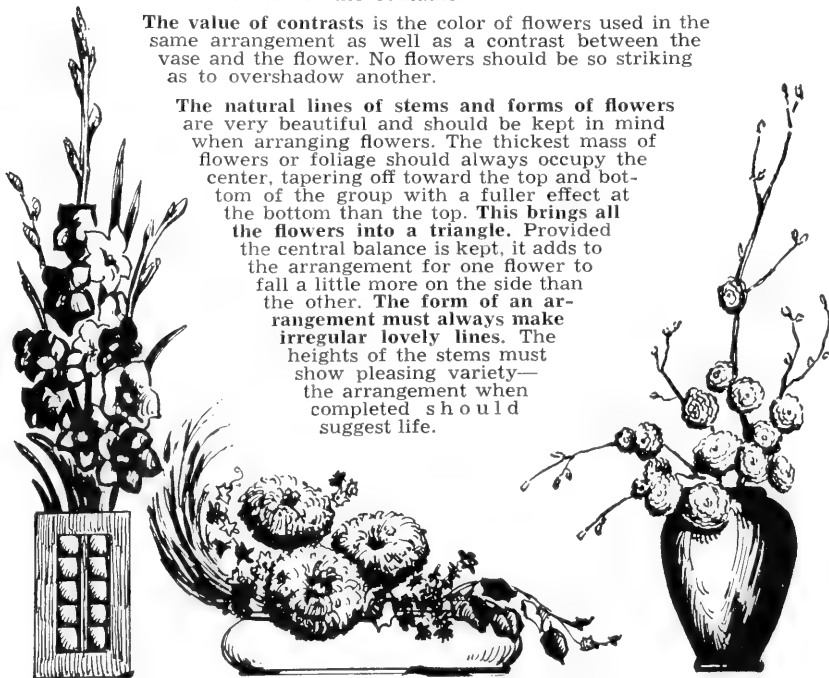 The value of contrasts is the color of flowers used in the
same arrangement as well as a contrast between the
vase and the flower. No flowers should be so striking
as to overshadow another.
The natural lines of stems and forms of flowers
are very beautiful and should be kept in mind
when arranging flowers. The thickest mass of
flowers or foliage should always occupy the
center, tapering off toward the top and bot-
tom of the group with a fuller effect at
the bottom than the top. This brings all
the flowers into a triangle. Provided
the central balance is kept, it adds to
the arrangement for one flower to
fall a little more on the side than
the other. The form of an ar-
rangement must always make
irregular lovely lines. The
heights of the stems must
show pleasing variety—
the arrangement when
completed should
suggest life.